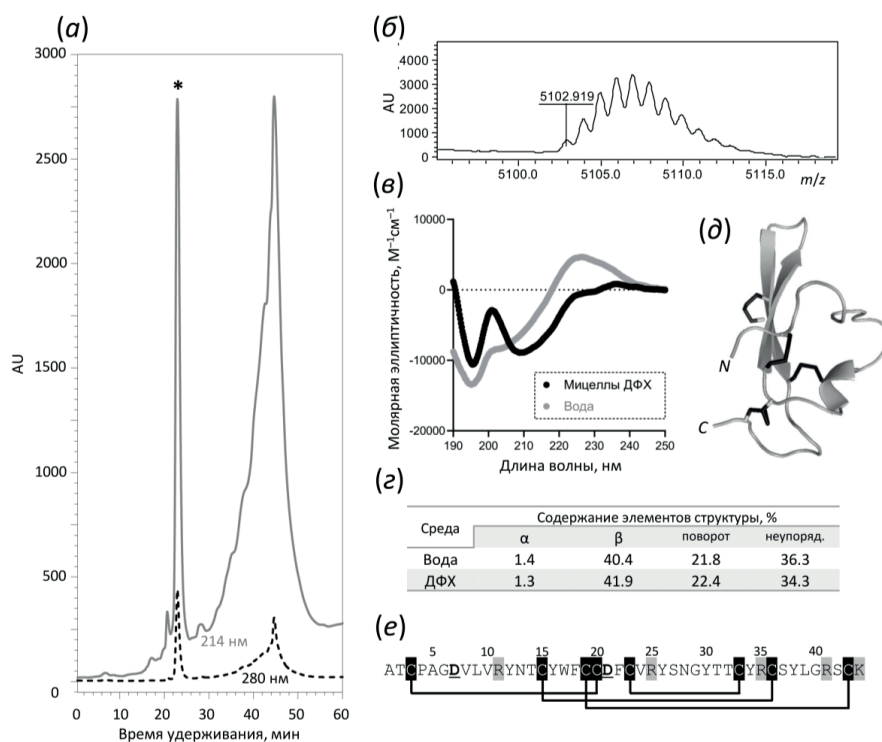 (а)
3000
2500
2000
1500
1000
500
0
AU
*
214 нм
280 нм
0 10 20 30 40 50 60
Время удерживания, мин
(б)
AU
4000
3000
2000
1000
0
5102.919
5100.0 5105.0 5110.0 5115.0
m/z
(в)
Молярная эллиптичность, М⁻¹см⁻¹
10000
0
-10000
-20000
Мицеллы ДФХ
Вода
190 200 210 220 230 240 250
Длина волны, нм
(д)
N
C
(г)
Среда Содержание элементов структуры, %
α β поворот неупоряд.
Вода 1.4 40.4 21.8 36.3
ДФХ 1.3 41.9 22.4 34.3
(е)
5 10 15 20 25 30 35 40
ATCPAGDVLVRYNTCYWFCCDFCVRYSNGYTTCYRCSYLGRSCK